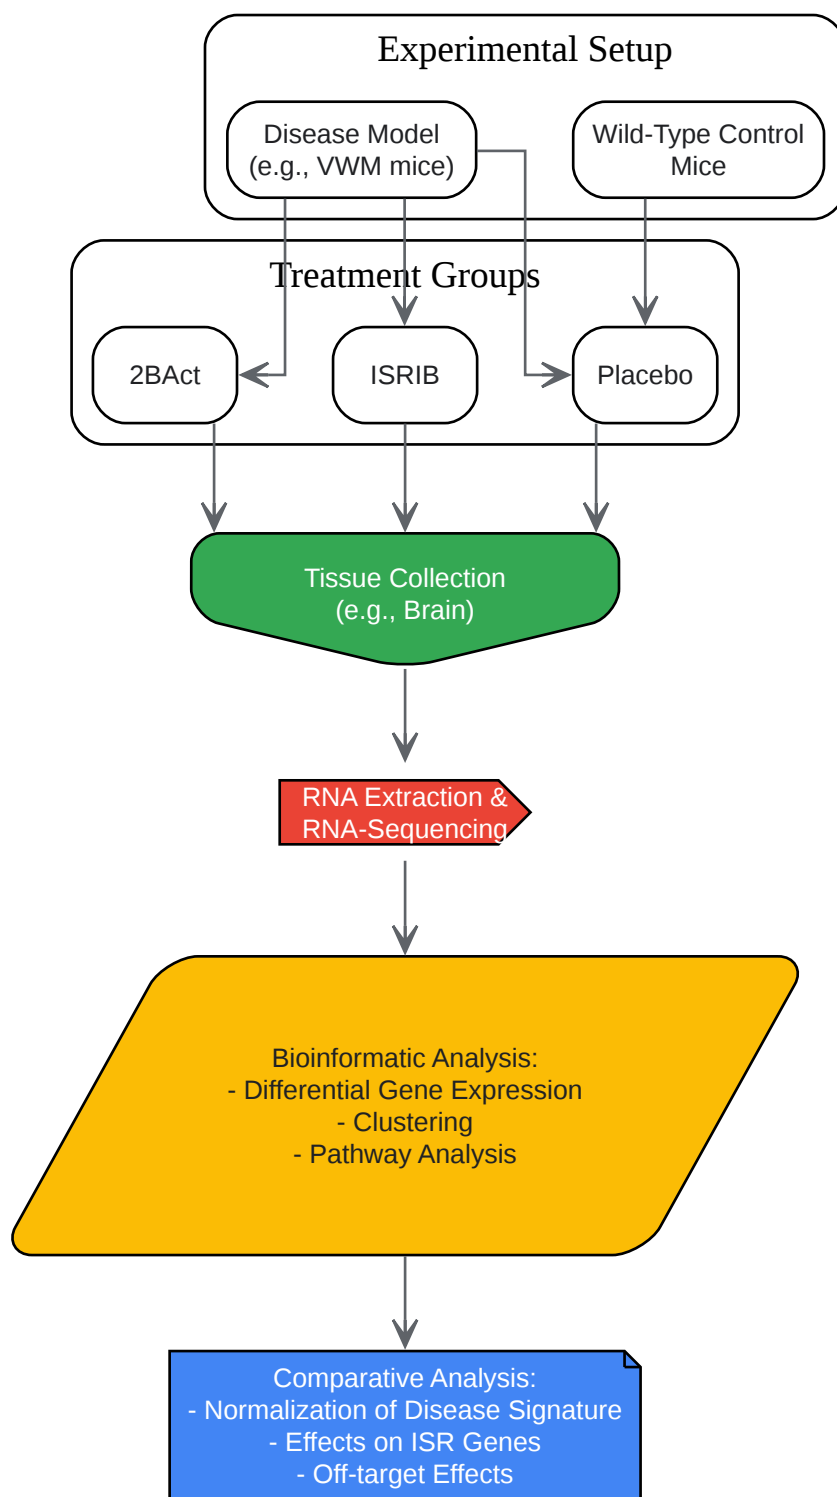 Experimental Setup
Disease Model
(e.g., VWM mice)
Wild-Type Control
Mice
Treatment Groups
2BAct
ISRIB
Placebo
Tissue Collection
(e.g., Brain)
RNA Extraction &
RNA-Sequencing
Bioinformatic Analysis:
- Differential Gene Expression
- Clustering
- Pathway Analysis
Comparative Analysis:
- Normalization of Disease Signature
- Effects on ISR Genes
- Off-target Effects